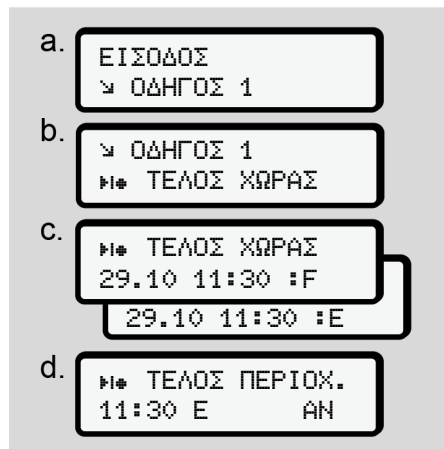 a.
ΕΙΣΟΔΟΣ
ΟΔΗΓΟΣ 1
b.
ΟΔΗΓΟΣ 1
ΤΕΛΟΣ ΧΩΡΑΣ
c.
ΤΕΛΟΣ ΧΩΡΑΣ
29.10 11:30 :F
29.10 11:30 :E
d.
ΤΕΛΟΣ ΠΕΡΙΟΧ.
11:30 E AN